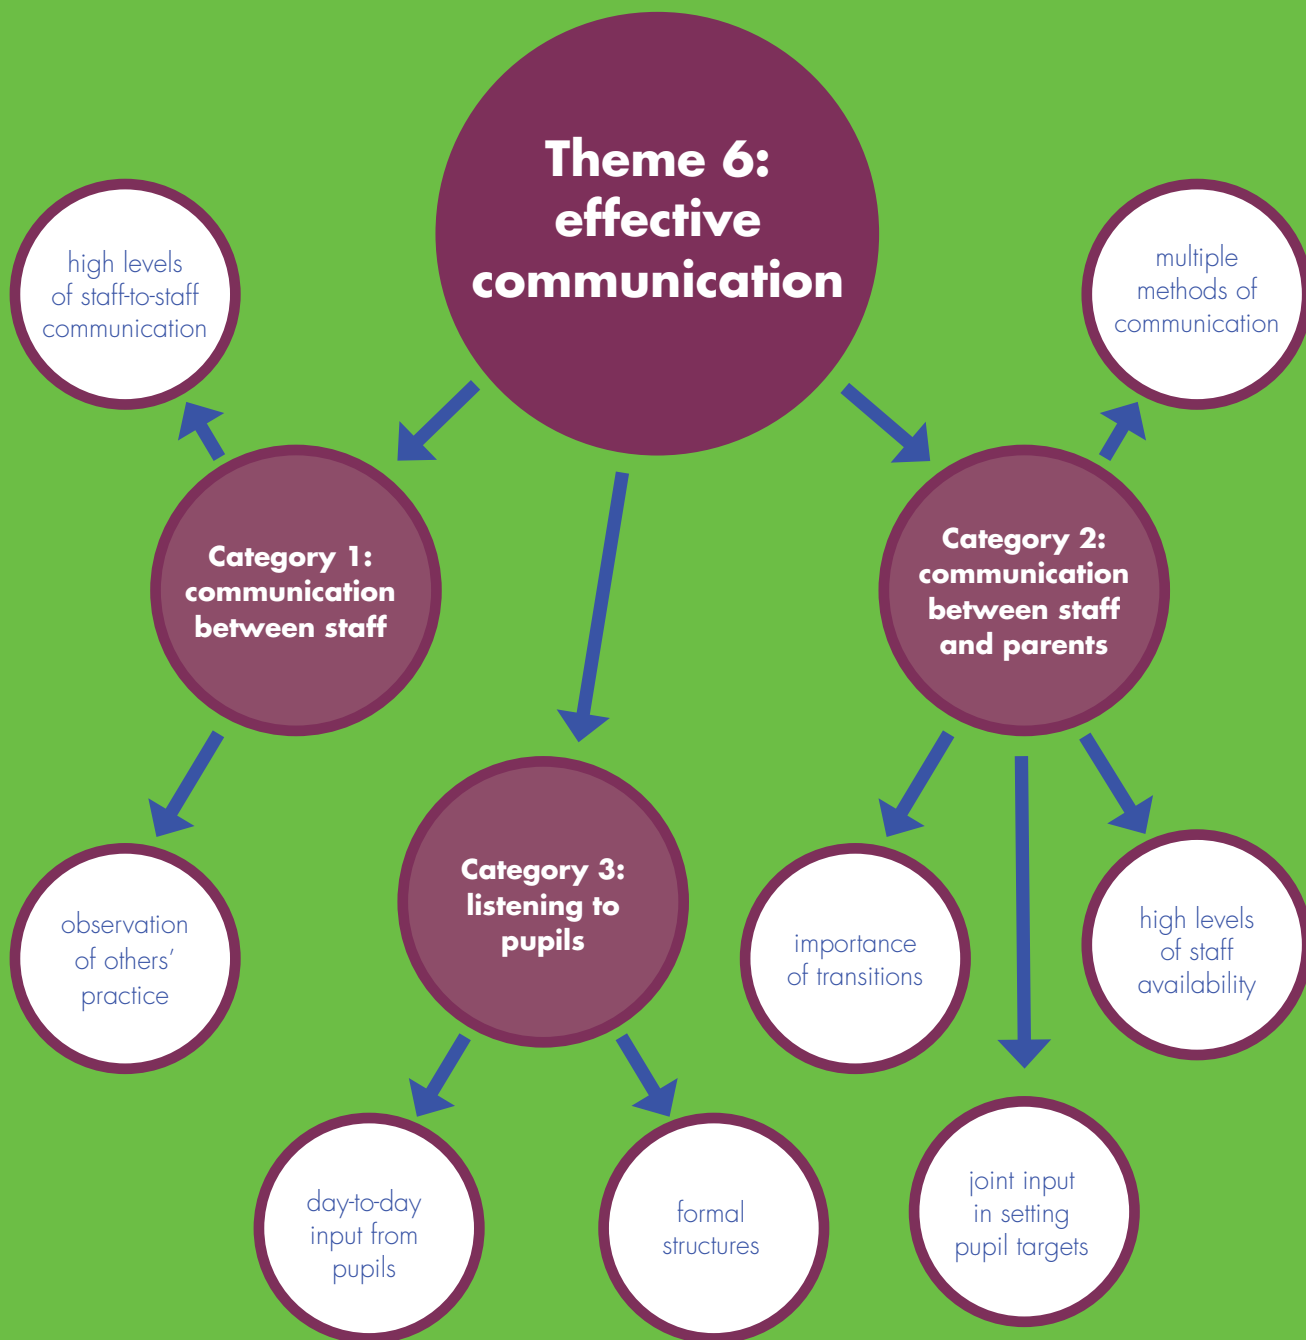 Theme 6:
effective
communication
high levels
of staff-to-staff
communication
multiple
methods of
communication
Category 1:
communication
between staff
Category 2:
communication
between staff
and parents
observation
of others’
practice
Category 3:
listening to
pupils
importance
of transitions
high levels
of staff
availability
day-to-day
input from
pupils
formal
structures
joint input
in setting
pupil targets